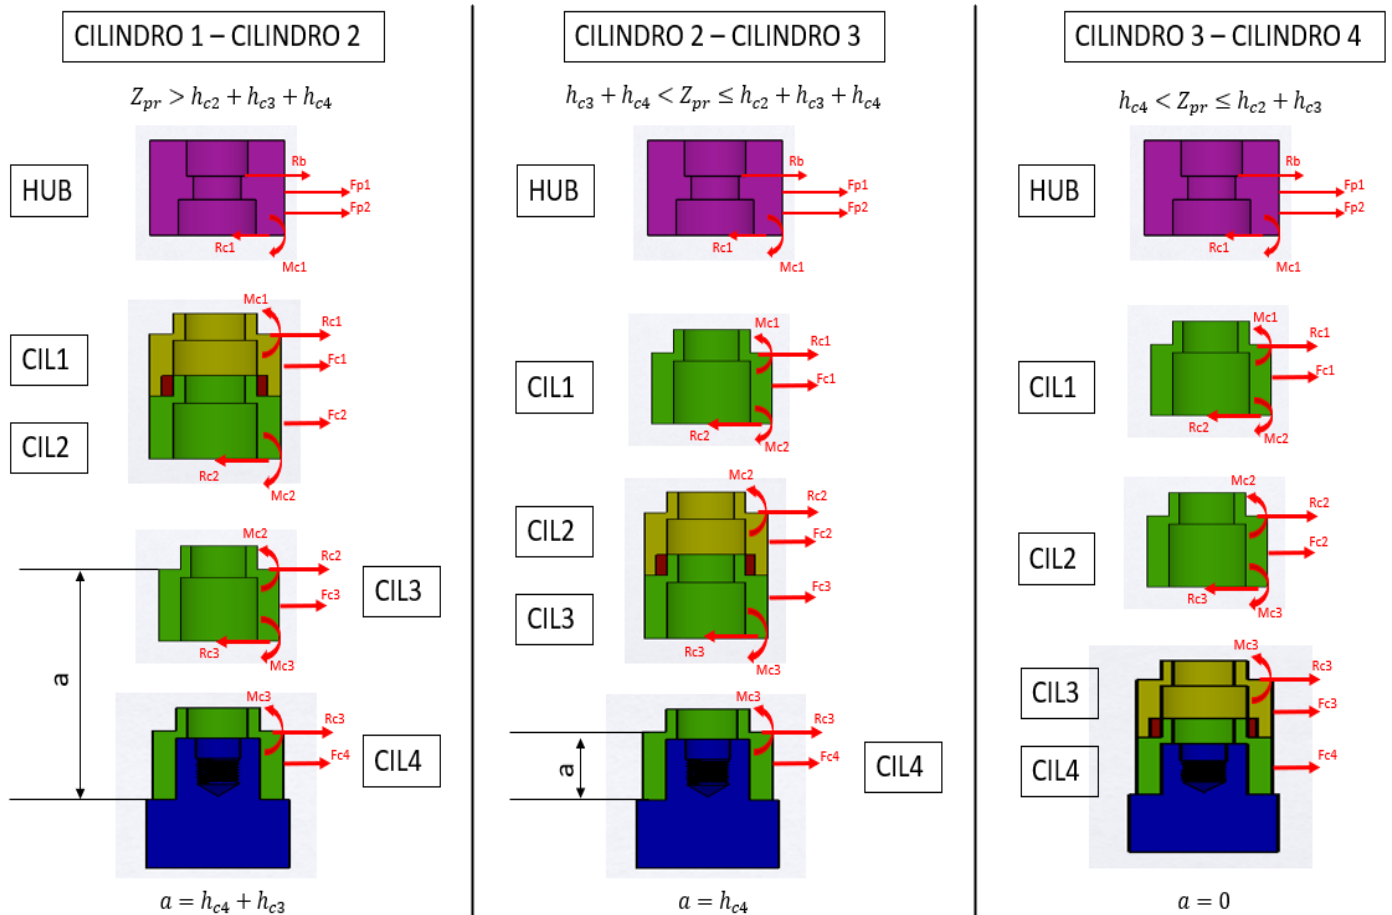 CILINDRO 1 – CILINDRO 2
Z_pr > h_c2 + h_c3 + h_c4
HUB
Rb
Fp1
Fp2
Rc1
Mc1
CIL1
CIL2
Mc1
Rc1
Fc1
Fc2
Rc2
Mc2
Mc2
Rc2
Fc3
CIL3
Rc3
Mc3
a
Mc3
Rc3
Fc4
CIL4
a = h_c4 + h_c3
CILINDRO 2 – CILINDRO 3
h_c3 + h_c4 < Z_pr ≤ h_c2 + h_c3 + h_c4
HUB
Rb
Fp1
Fp2
Rc1
Mc1
CIL1
Mc1
Rc1
Fc1
Rc2
Mc2
CIL2
CIL3
Mc2
Rc2
Fc2
Fc3
Rc3
Mc3
a
Mc3
Rc3
Fc4
CIL4
a = h_c4
CILINDRO 3 – CILINDRO 4
h_c4 < Z_pr ≤ h_c2 + h_c3
HUB
Rb
Fp1
Fp2
Rc1
Mc1
CIL1
Mc1
Rc1
Fc1
Rc2
Mc2
CIL2
Mc2
Rc2
Fc2
Rc3
Mc3
CIL3
CIL4
Mc3
Rc3
Fc3
Fc4
a = 0